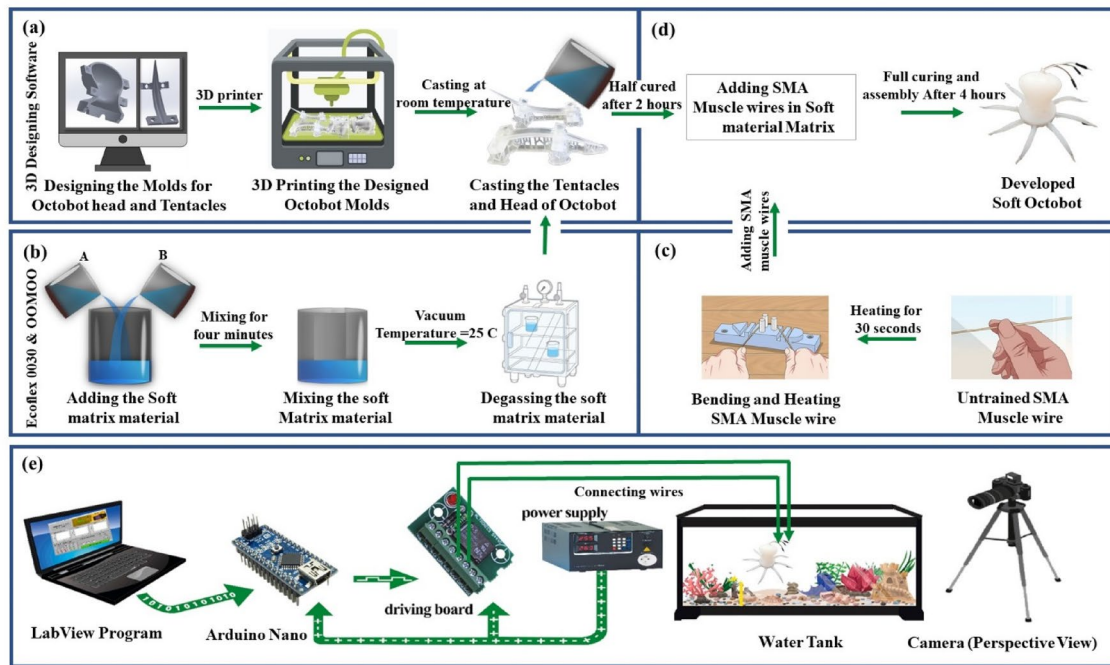 (a)
3D Designing Software
3D printer
Casting at
room temperature
Half cured
after 2 hours
Designing the Molds for
Octobot head and Tentacles
3D Printing the Designed
Octobot Molds
Casting the Tentacles
and Head of Octobot
(d)
Adding SMA
Muscle wires in Soft
material Matrix
Full curing and
assembly After 4 hours
Developed
Soft Octobot
(b)
Ecoflex 0030 & OOMOO
A
B
Mixing for
four minutes
Vacuum
Temperature =25 C
Adding the Soft
matrix material
Mixing the soft
Matrix material
Degassing the soft
matrix material
Adding SMA
muscle wires
(c)
Heating for
30 seconds
Bending and Heating
SMA Muscle wire
Untrained SMA
Muscle wire
(e)
Connecting wires
power supply
101010101010
driving board
LabView Program
Arduino Nano
Water Tank
Camera (Perspective View)